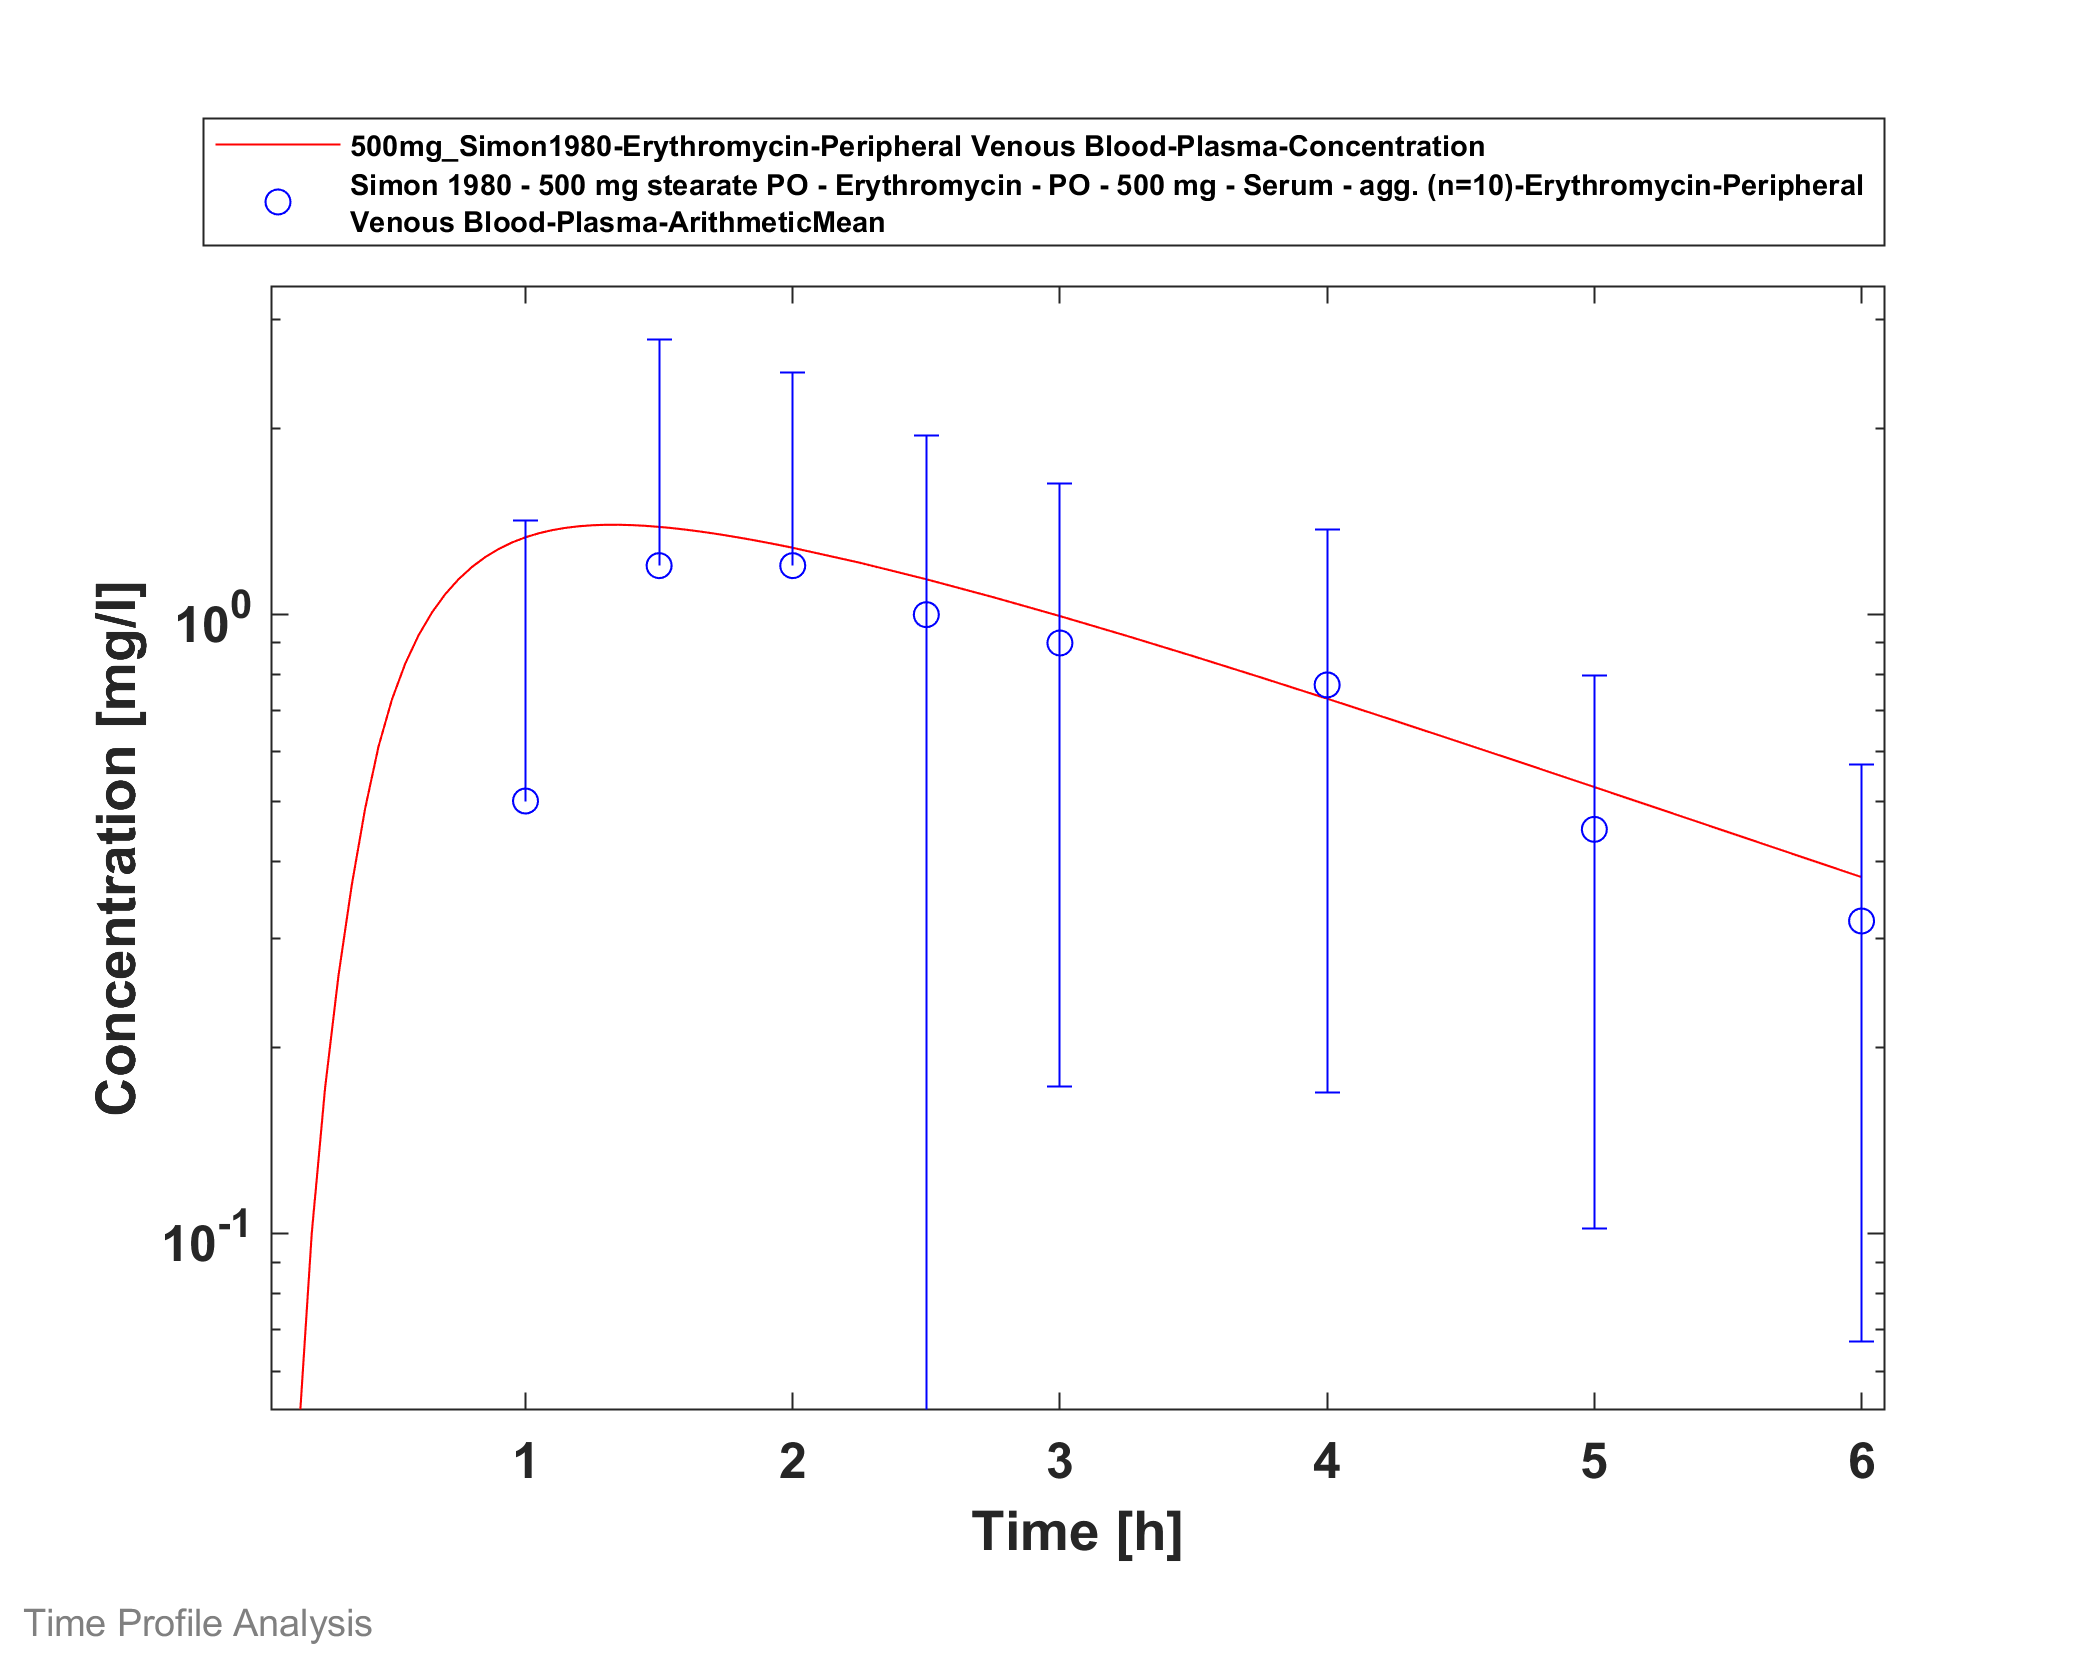 500mg_Simon1980-Erythromycin-Peripheral Venous Blood-Plasma-Concentration
Simon 1980 - 500 mg stearate PO - Erythromycin - PO - 500 mg - Serum - agg. (n=10)-Erythromycin-Peripheral
Venous Blood-Plasma-ArithmeticMean
Concentration [mg/l]
10^0
10^-1
1 2 3 4 5 6
Time [h]
Time Profile Analysis